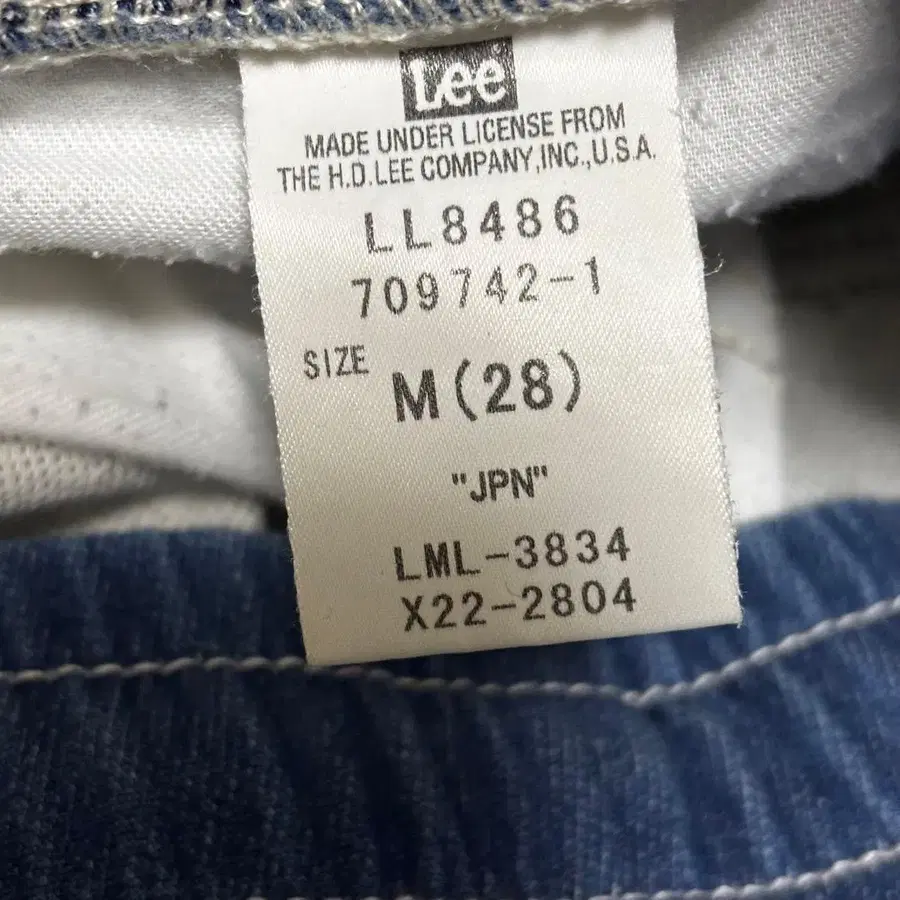 Lee
MADE UNDER LICENSE FROM
THE H.D.LEE COMPANY,INC.,U.S.A.
LL8486
709742-1
SIZE M(28)
"JPN"
LML-3834
X22-2804